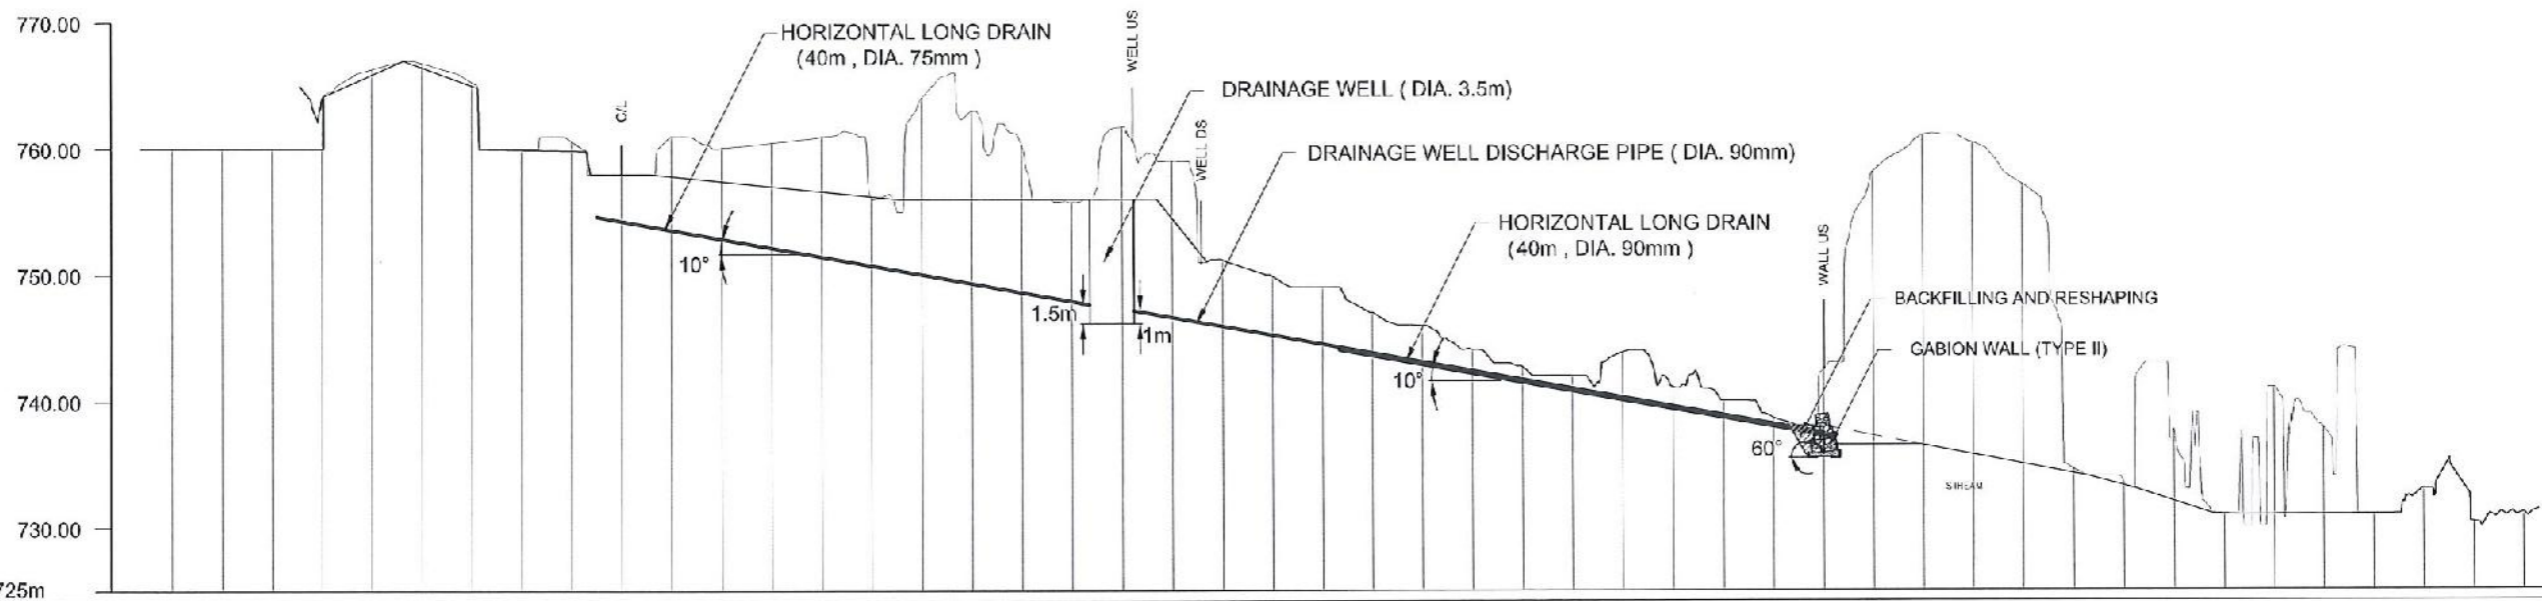 770.00
760.00
750.00
740.00
730.00
725m
HORIZONTAL LONG DRAIN
(40m , DIA. 75mm )
C/L
WELL US
DRAINAGE WELL ( DIA. 3.5m)
WELL DS
DRAINAGE WELL DISCHARGE PIPE ( DIA. 90mm)
HORIZONTAL LONG DRAIN
(40m , DIA. 90mm )
WALL US
BACKFILLING AND RESHAPING
GABION WALL (TYPE II)
10°
1.5m
1m
10°
60°
STREAM